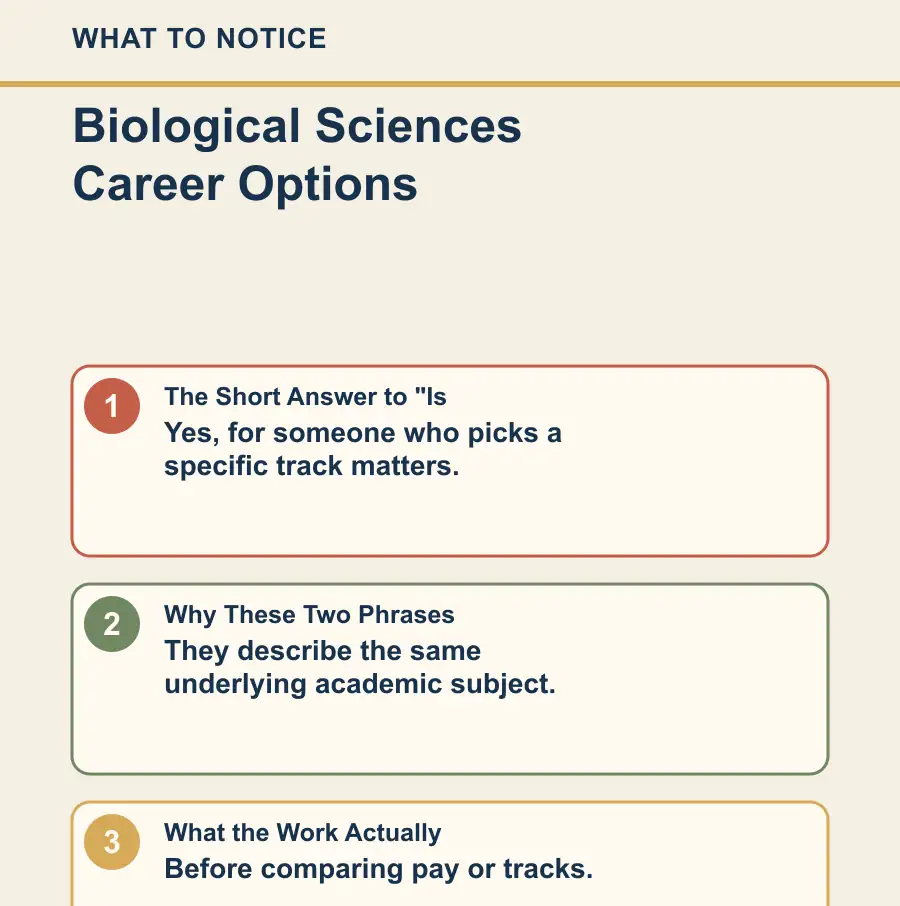 WHAT TO NOTICE
Biological Sciences
Career Options
1
The Short Answer to "Is
Yes, for someone who picks a
specific track matters.
2
Why These Two Phrases
They describe the same
underlying academic subject.
3
What the Work Actually
Before comparing pay or tracks.